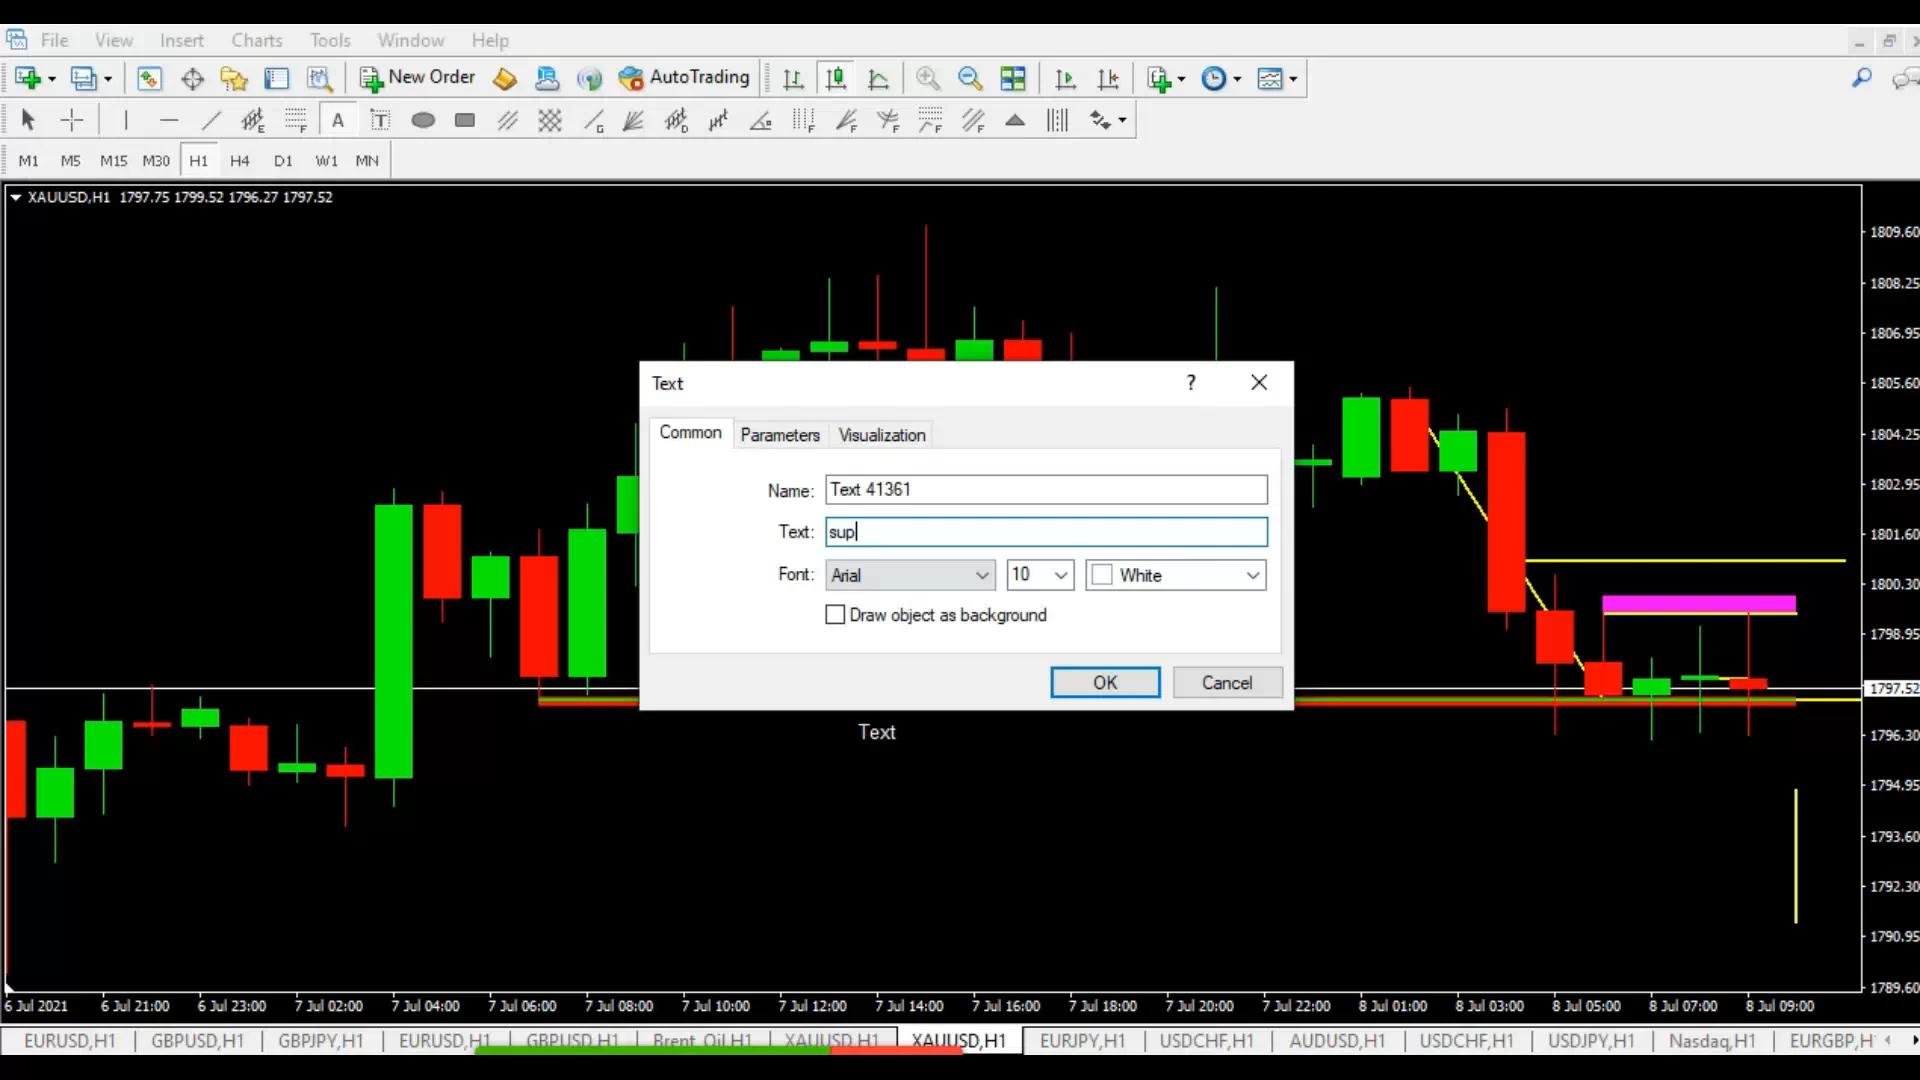 File View Insert Charts Tools Window Help
New Order AutoTrading
A T
M1 M5 M15 M30 H1 H4 D1 W1 MN
XAUUSD,H1 1797.75 1799.52 1796.27 1797.52
1809.60
1808.25
1806.95
1805.60
1804.25
1802.95
1801.60
1800.30
1798.95
1797.52
1796.30
1794.95
1793.60
1792.30
1790.95
1789.60
Text ?
Common Parameters Visualization
Name: Text 41361
Text: sup
Font: Arial 10 White
Draw object as background
OK Cancel
Text
6 Jul 2021 6 Jul 21:00 6 Jul 23:00 7 Jul 02:00 7 Jul 04:00 7 Jul 06:00 7 Jul 08:00 7 Jul 10:00 7 Jul 12:00 7 Jul 14:00 7 Jul 16:00 7 Jul 18:00 7 Jul 20:00 7 Jul 22:00 8 Jul 01:00 8 Jul 03:00 8 Jul 05:00 8 Jul 07:00 8 Jul 09:00
EURUSD,H1 GBPUSD,H1 GBPJPY,H1 EURUSD,H1 GBPUSD,H1 Brent_Oil,H1 XAUUSD,H1 XAUUSD,H1 EURJPY,H1 USDCHF,H1 AUDUSD,H1 USDCHF,H1 USDJPY,H1 Nasdaq,H1 EURGBP,H